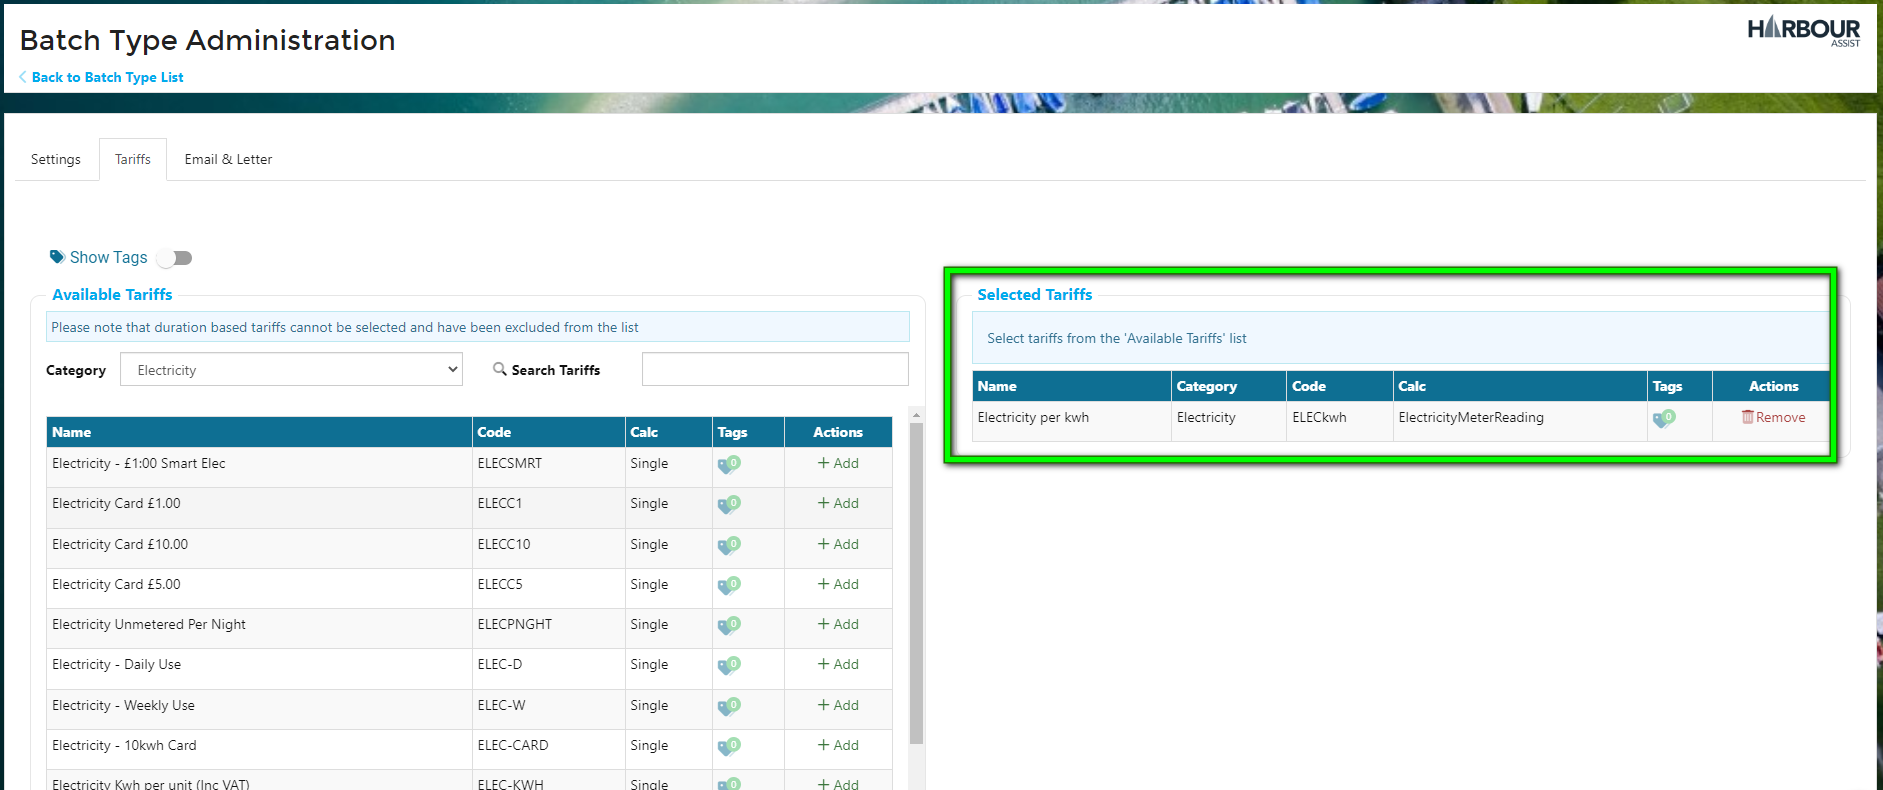 Batch Type Administration
HARBOUR
ASSIST
Back to Batch Type List
Settings
Tariffs
Email & Letter
Show Tags
Available Tariffs
Please note that duration based tariffs cannot be selected and have been excluded from the list
Category
Electricity
Search Tariffs
Name Code Calc Tags Actions
Electricity - £1:00 Smart Elec ELECSMRT Single 0 + Add
Electricity Card £1.00 ELECC1 Single 0 + Add
Electricity Card £10.00 ELECC10 Single 0 + Add
Electricity Card £5.00 ELECC5 Single 0 + Add
Electricity Unmetered Per Night ELECPNGHT Single 0 + Add
Electricity - Daily Use ELEC-D Single 0 + Add
Electricity - Weekly Use ELEC-W Single 0 + Add
Electricity - 10kwh Card ELEC-CARD Single 0 + Add
Electricity Kwh per unit (Inc VAT) ELEC-KWH Single 0 + Add
Selected Tariffs
Select tariffs from the 'Available Tariffs' list
Name Category Code Calc Tags Actions
Electricity per kwh Electricity ELECkwh ElectricityMeterReading 0 Remove